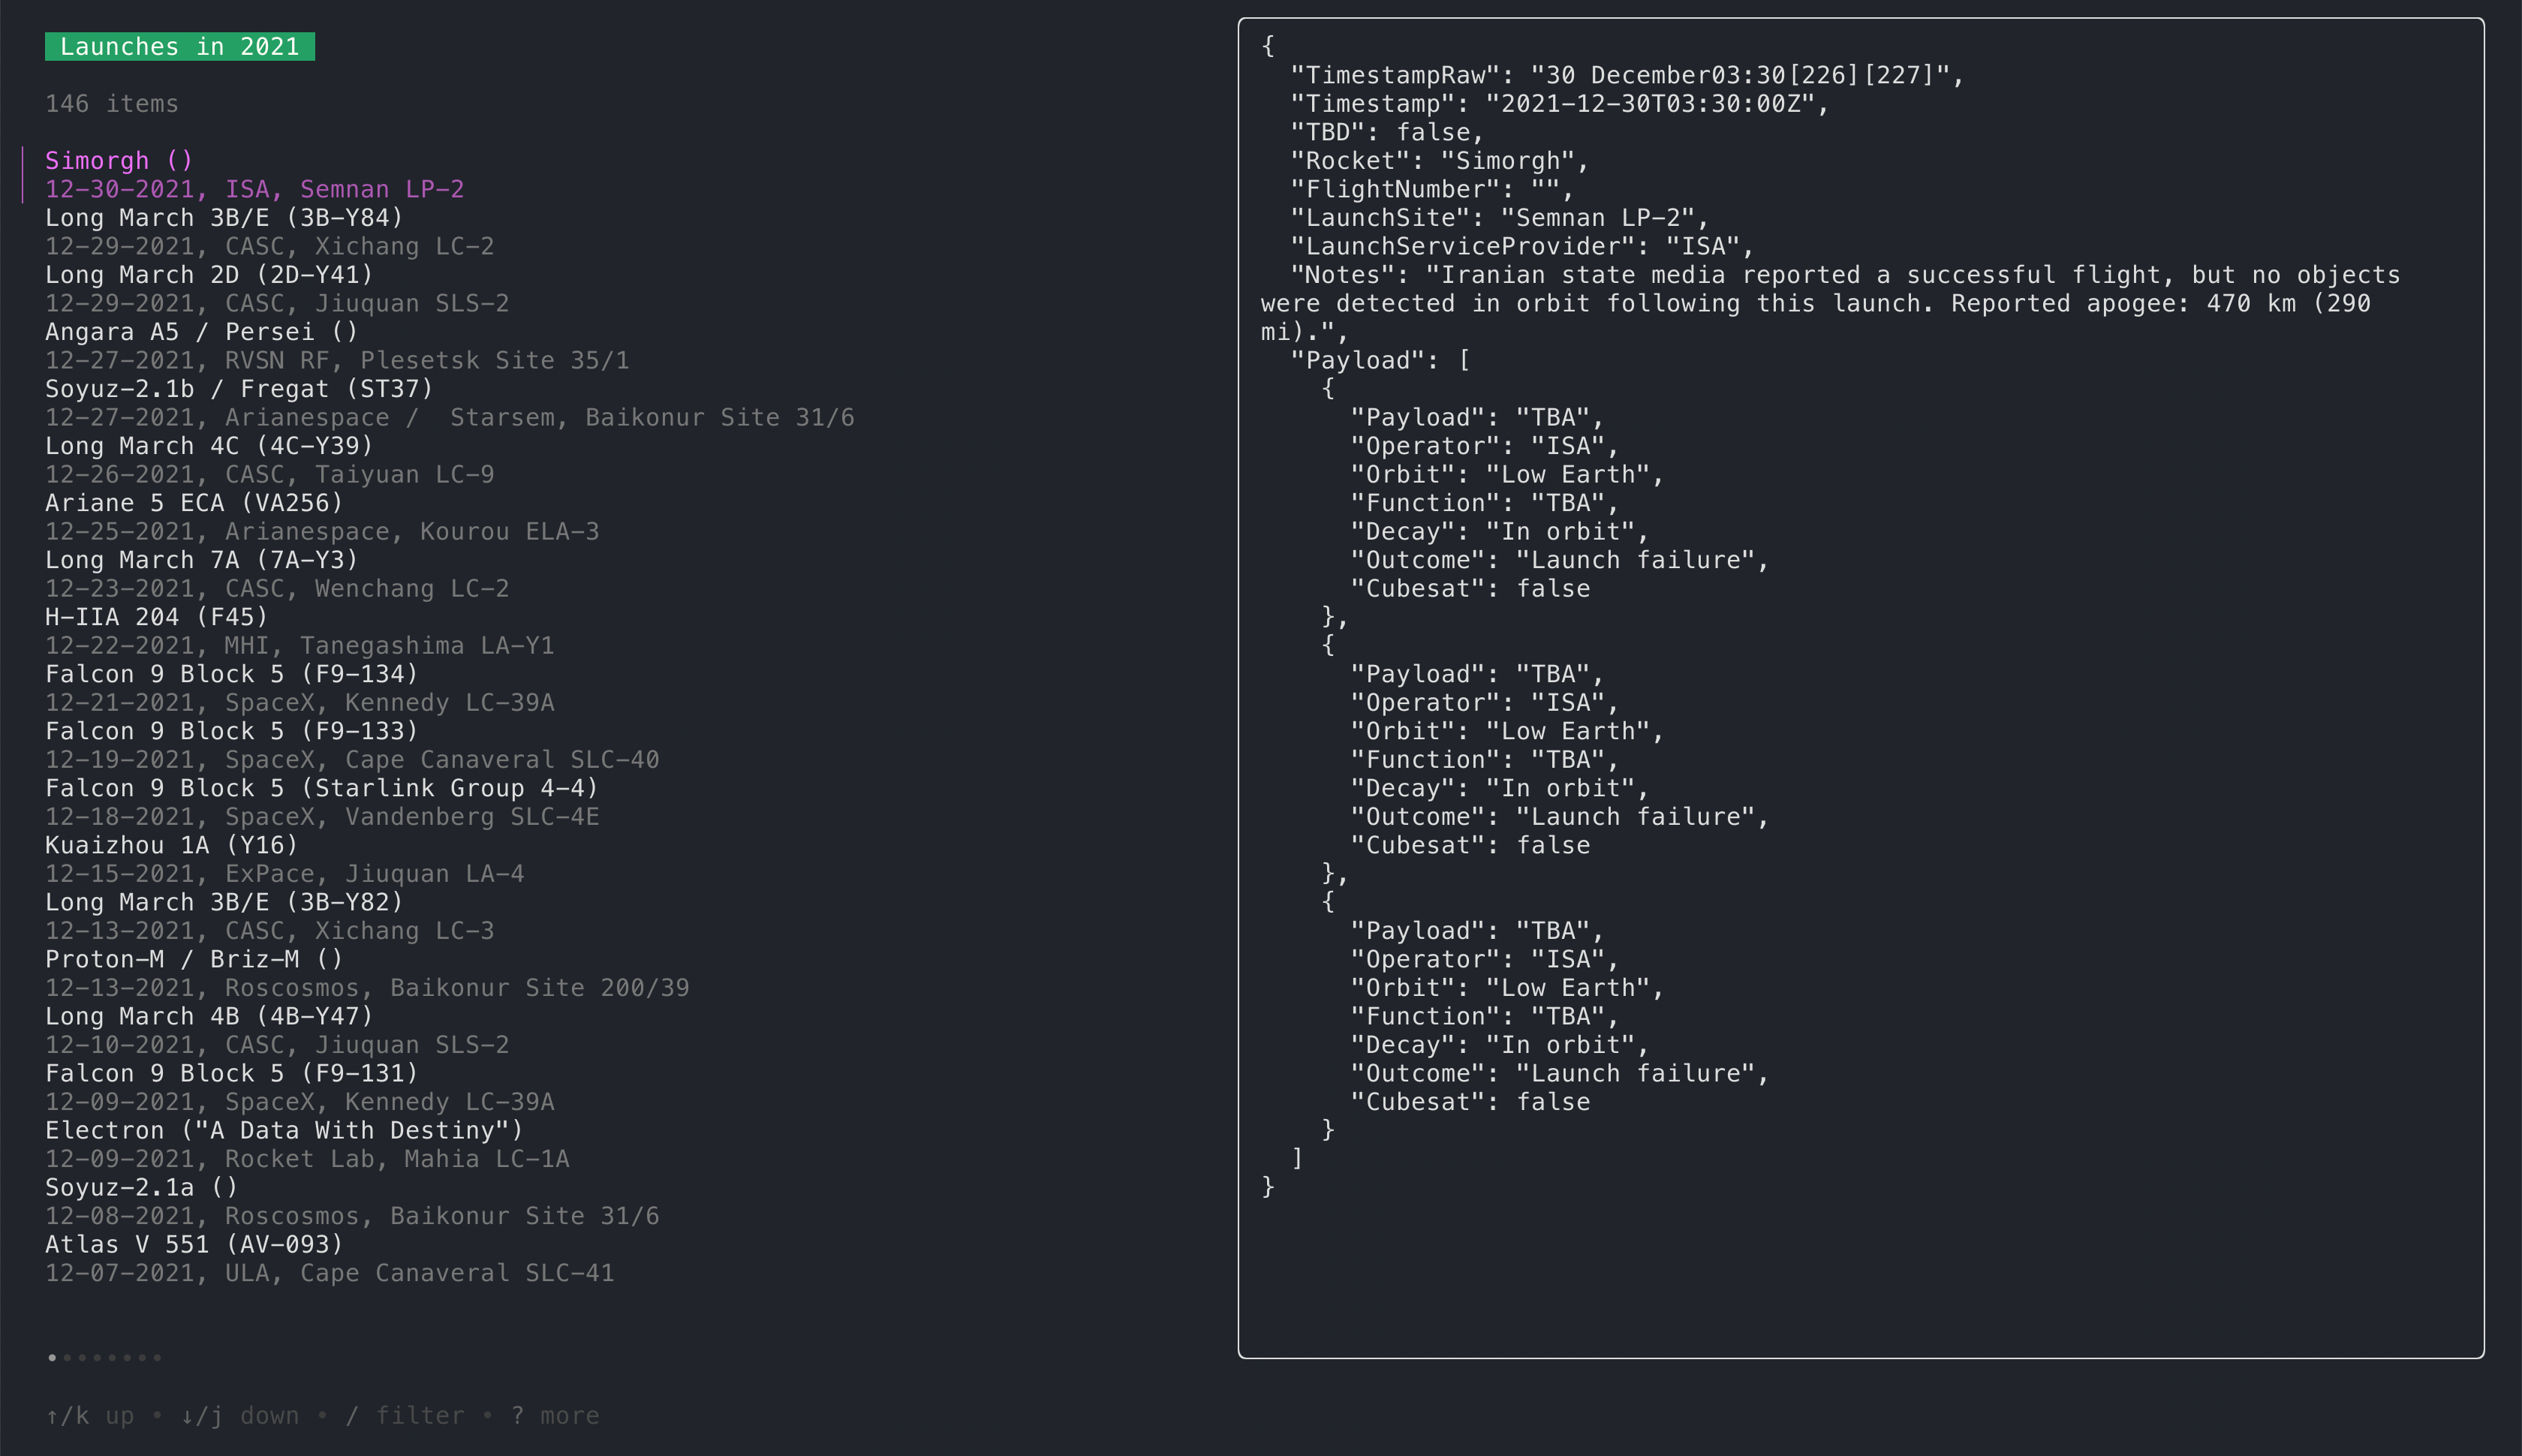 Launches in 2021
146 items
Simorgh ()
12-30-2021, ISA, Semnan LP-2
Long March 3B/E (3B-Y84)
12-29-2021, CASC, Xichang LC-2
Long March 2D (2D-Y41)
12-29-2021, CASC, Jiuquan SLS-2
Angara A5 / Persei ()
12-27-2021, RVSN RF, Plesetsk Site 35/1
Soyuz-2.1b / Fregat (ST37)
12-27-2021, Arianespace /  Starsem, Baikonur Site 31/6
Long March 4C (4C-Y39)
12-26-2021, CASC, Taiyuan LC-9
Ariane 5 ECA (VA256)
12-25-2021, Arianespace, Kourou ELA-3
Long March 7A (7A-Y3)
12-23-2021, CASC, Wenchang LC-2
H-IIA 204 (F45)
12-22-2021, MHI, Tanegashima LA-Y1
Falcon 9 Block 5 (F9-134)
12-21-2021, SpaceX, Kennedy LC-39A
Falcon 9 Block 5 (F9-133)
12-19-2021, SpaceX, Cape Canaveral SLC-40
Falcon 9 Block 5 (Starlink Group 4-4)
12-18-2021, SpaceX, Vandenberg SLC-4E
Kuaizhou 1A (Y16)
12-15-2021, ExPace, Jiuquan LA-4
Long March 3B/E (3B-Y82)
12-13-2021, CASC, Xichang LC-3
Proton-M / Briz-M ()
12-13-2021, Roscosmos, Baikonur Site 200/39
Long March 4B (4B-Y47)
12-10-2021, CASC, Jiuquan SLS-2
Falcon 9 Block 5 (F9-131)
12-09-2021, SpaceX, Kennedy LC-39A
Electron ("A Data With Destiny")
12-09-2021, Rocket Lab, Mahia LC-1A
Soyuz-2.1a ()
12-08-2021, Roscosmos, Baikonur Site 31/6
Atlas V 551 (AV-093)
12-07-2021, ULA, Cape Canaveral SLC-41
↑/k up • ↓/j down • / filter • ? more
{
  "TimestampRaw": "30 December03:30[226][227]",
  "Timestamp": "2021-12-30T03:30:00Z",
  "TBD": false,
  "Rocket": "Simorgh",
  "FlightNumber": "",
  "LaunchSite": "Semnan LP-2",
  "LaunchServiceProvider": "ISA",
  "Notes": "Iranian state media reported a successful flight, but no objects
were detected in orbit following this launch. Reported apogee: 470 km (290
mi).",
  "Payload": [
    {
      "Payload": "TBA",
      "Operator": "ISA",
      "Orbit": "Low Earth",
      "Function": "TBA",
      "Decay": "In orbit",
      "Outcome": "Launch failure",
      "Cubesat": false
    },
    {
      "Payload": "TBA",
      "Operator": "ISA",
      "Orbit": "Low Earth",
      "Function": "TBA",
      "Decay": "In orbit",
      "Outcome": "Launch failure",
      "Cubesat": false
    },
    {
      "Payload": "TBA",
      "Operator": "ISA",
      "Orbit": "Low Earth",
      "Function": "TBA",
      "Decay": "In orbit",
      "Outcome": "Launch failure",
      "Cubesat": false
    }
  ]
}